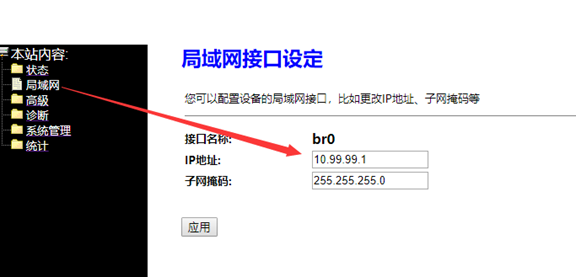 本站内容:
状态
局域网
高級
诊断
系统管理
统计
局域网接口设定
您可以配置设备的局域网接口，比如更改IP地址、子网掩码等
接口名称: br0
IP地址: 10.99.99.1
子网掩码: 255.255.255.0
应用